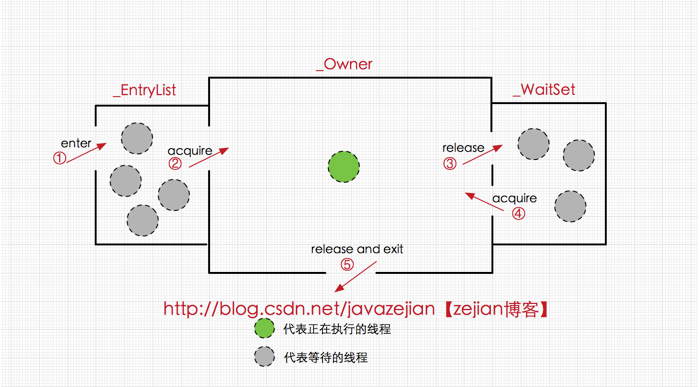 _Owner
_EntryList
_WaitSet
enter
①
acquire
②
release
③
acquire
④
release and exit
⑤
http://blog.csdn.net/javazejian【zejian博客】
代表正在执行的线程
代表等待的线程